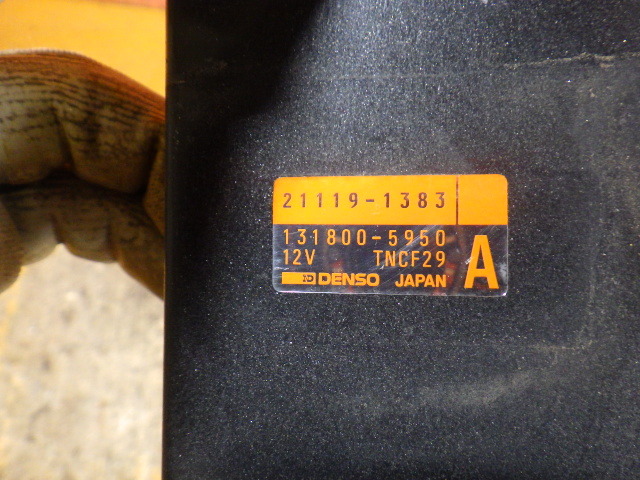 21119-1383
131800-5950
12V TNCF29
DENSO JAPAN
A